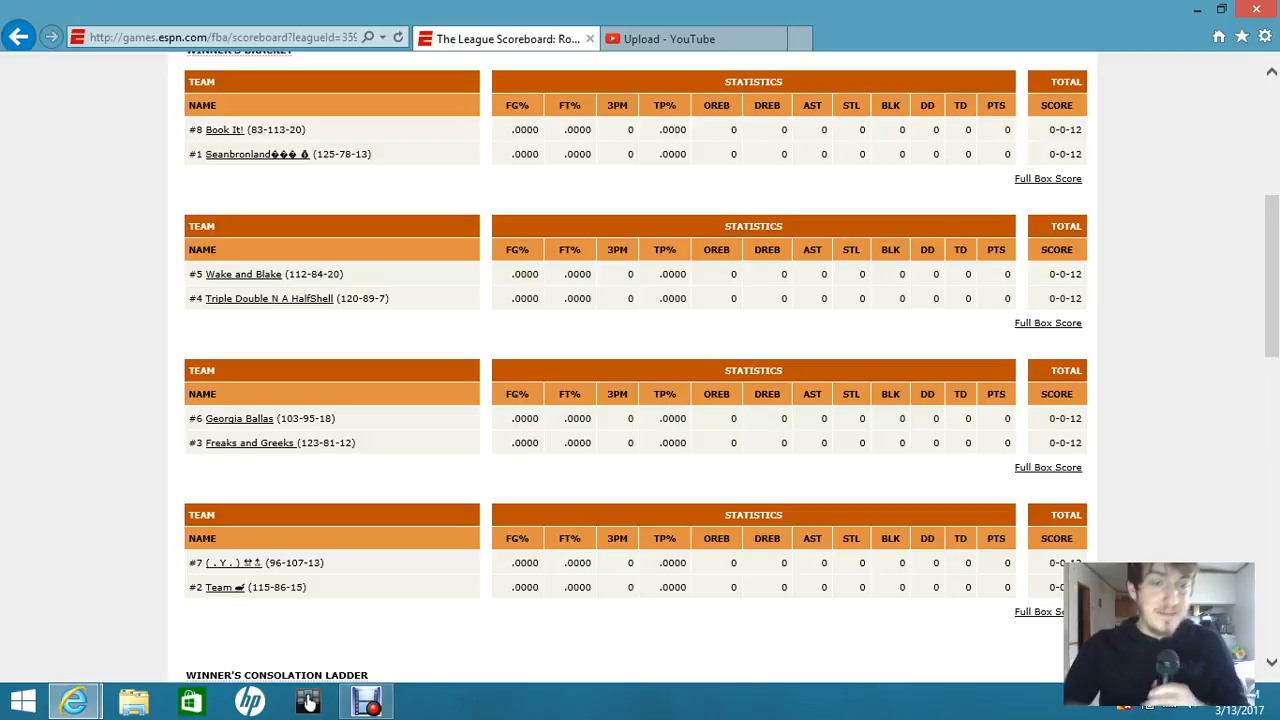 http://games.espn.com/fba/scoreboard?leagueId=359
The League Scoreboard: Ro...
Upload - YouTube
WINNER'S BRACKET
TEAM STATISTICS TOTAL
NAME FG% FT% 3PM TP% OREB DREB AST STL BLK DD TD PTS SCORE
#8 Book It! (83-113-20) .0000 .0000 0 .0000 0 0 0 0 0 0 0 0 0-0-12
#1 Seanbronland��� (125-78-13) .0000 .0000 0 .0000 0 0 0 0 0 0 0 0 0-0-12
Full Box Score
TEAM STATISTICS TOTAL
NAME FG% FT% 3PM TP% OREB DREB AST STL BLK DD TD PTS SCORE
#5 Wake and Blake (112-84-20) .0000 .0000 0 .0000 0 0 0 0 0 0 0 0 0-0-12
#4 Triple Double N A HalfShell (120-89-7) .0000 .0000 0 .0000 0 0 0 0 0 0 0 0 0-0-12
Full Box Score
TEAM STATISTICS TOTAL
NAME FG% FT% 3PM TP% OREB DREB AST STL BLK DD TD PTS SCORE
#6 Georgia Ballas (103-95-18) .0000 .0000 0 .0000 0 0 0 0 0 0 0 0 0-0-12
#3 Freaks and Greeks (123-81-12) .0000 .0000 0 .0000 0 0 0 0 0 0 0 0 0-0-12
Full Box Score
TEAM STATISTICS TOTAL
NAME FG% FT% 3PM TP% OREB DREB AST STL BLK DD TD PTS SCORE
#7 ( . Y . ) (96-107-13) .0000 .0000 0 .0000 0 0 0 0 0 0 0 0 0-0-12
#2 Team (115-86-15) .0000 .0000 0 .0000 0 0 0 0 0 0 0 0 0-0
Full Box Sco
WINNER'S CONSOLATION LADDER
hp
3/13/2017